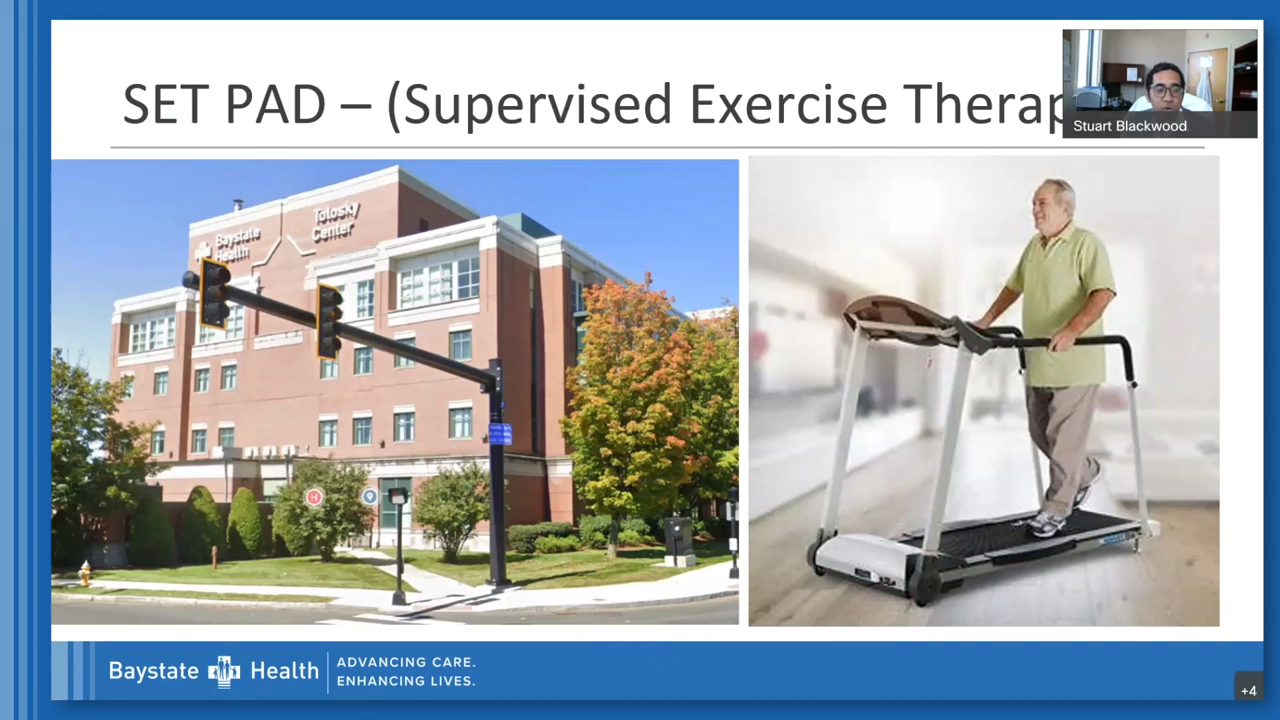 SET PAD – (Supervised Exercise Therap
Stuart Blackwood
Baystate
Health
Tolosky
Center
H
Baystate Health
ADVANCING CARE.
ENHANCING LIVES.
+4